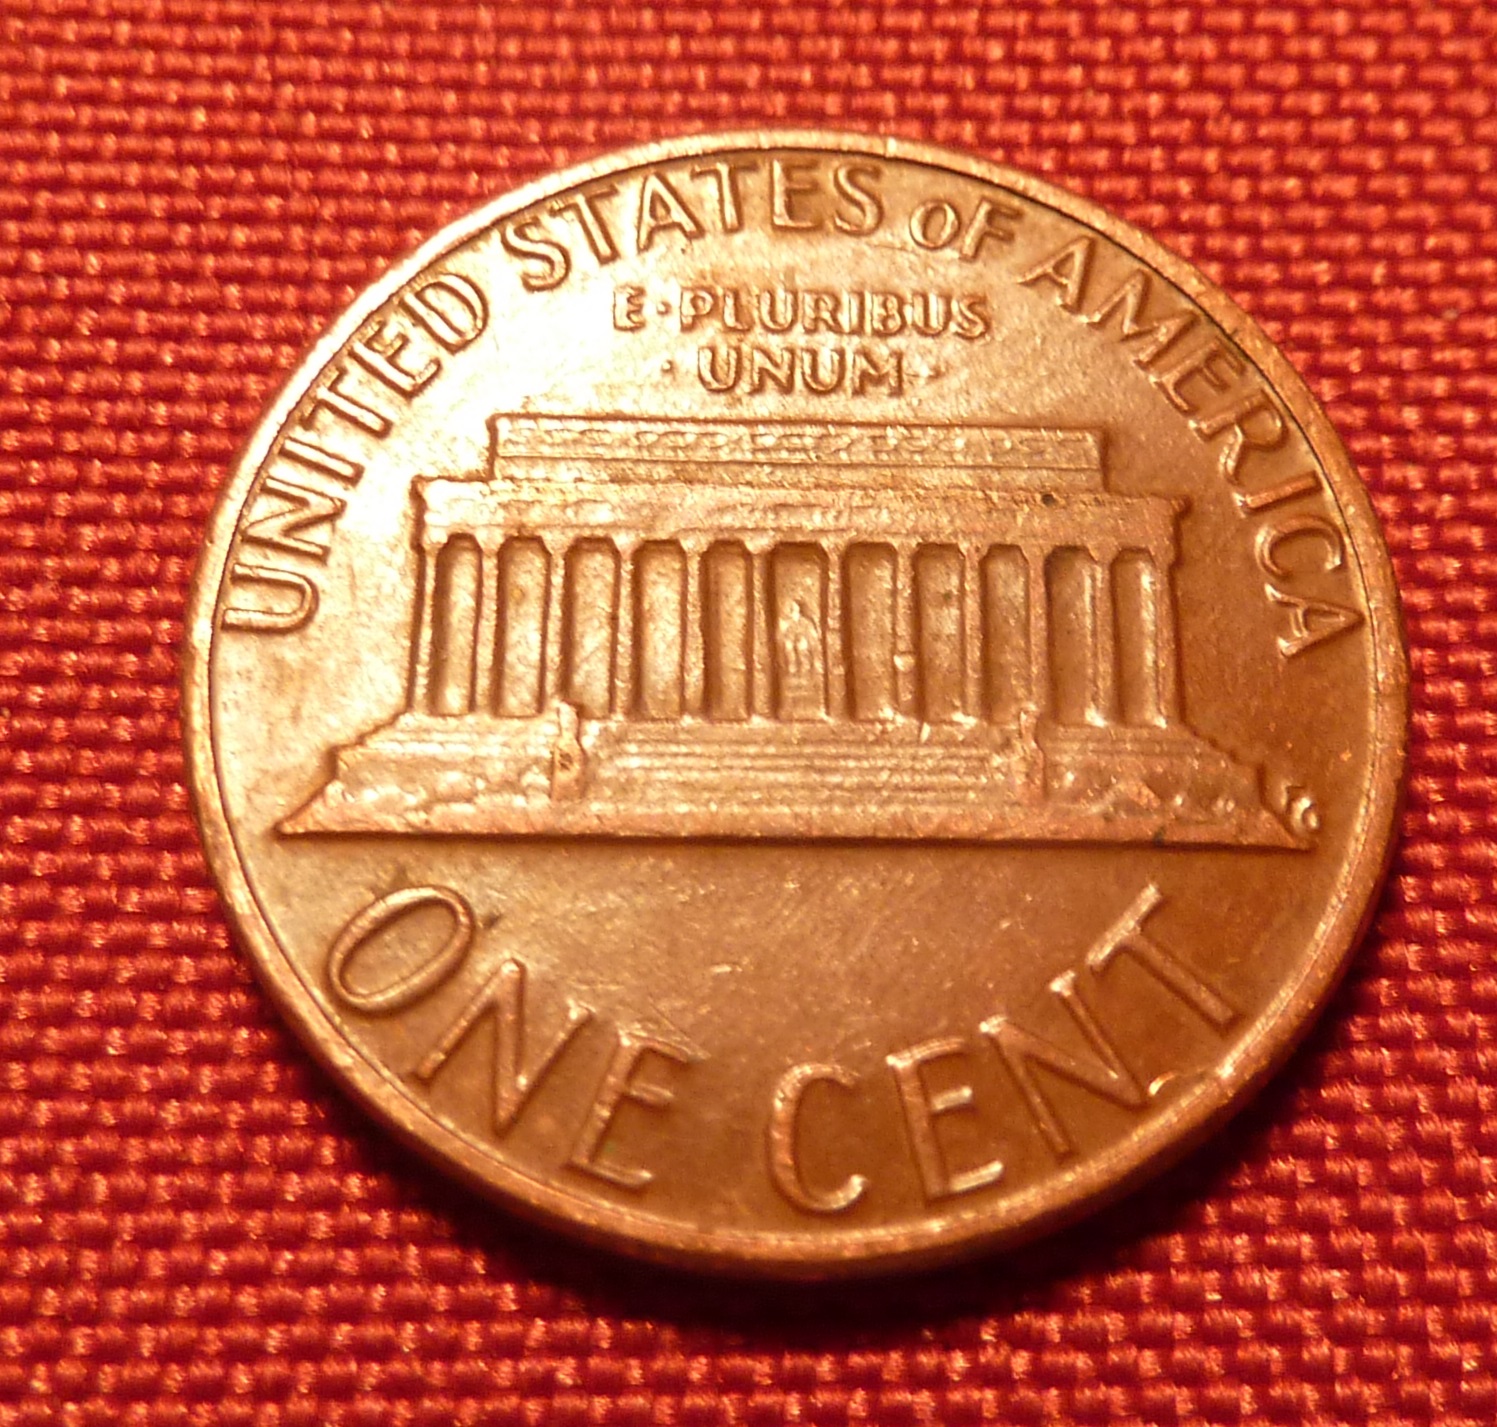 UNITED STATES OF AMERICA
E·PLURIBUS
·UNUM·
ONE CENT